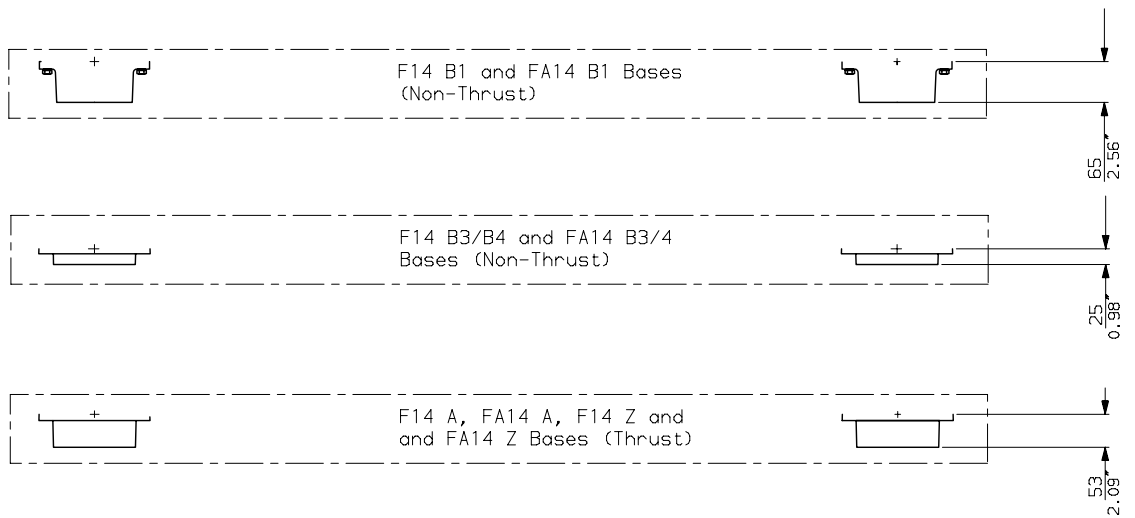 F14 B1 and FA14 B1 Bases
(Non-Thrust)
65
2.56"
F14 B3/B4 and FA14 B3/4
Bases (Non-Thrust)
25
0.98"
F14 A, FA14 A, F14 Z and
and FA14 Z Bases (Thrust)
53
2.09"